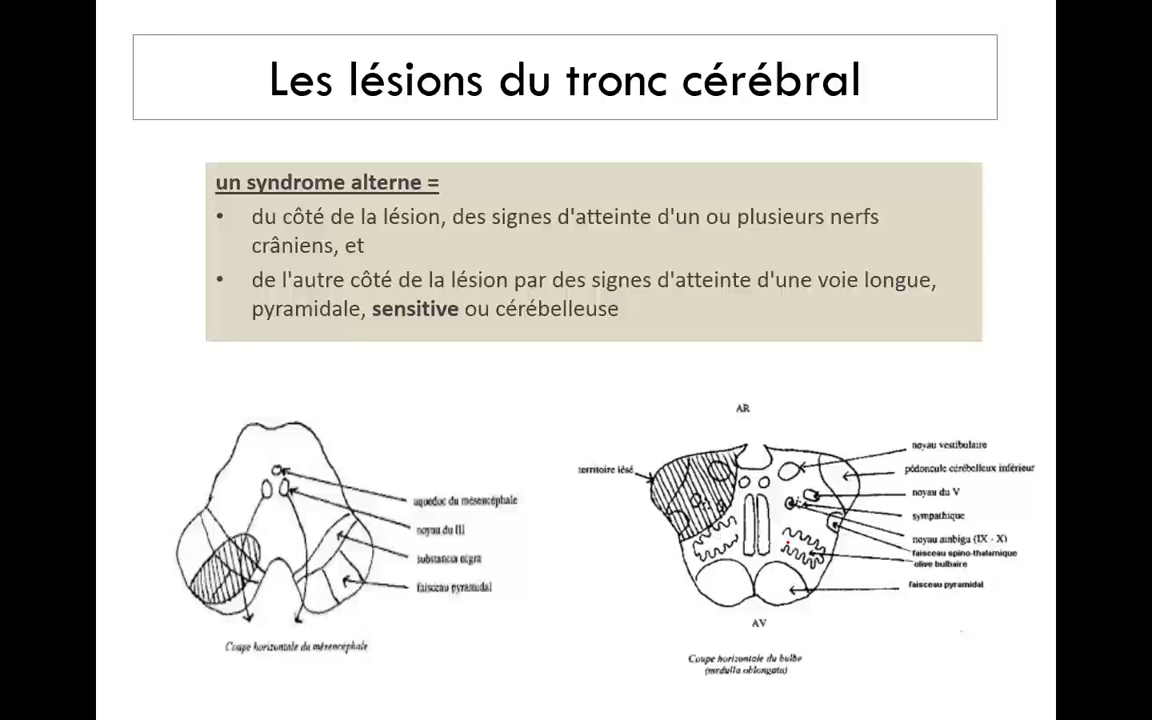 Les lésions du tronc cérébral
un syndrome alterne =
• du côté de la lésion, des signes d'atteinte d'un ou plusieurs nerfs
crâniens, et
• de l'autre côté de la lésion par des signes d'atteinte d'une voie longue,
pyramidale, sensitive ou cérébelleuse
aqueduc du mésencéphale
noyau du III
substancia nigra
faisceau pyramidal
Coupe horizontale du mésencéphale
AR
territoire lésé
noyau vestibulaire
pédoncule cérébelleux inférieur
noyau du V
sympathique
noyau ambigu (IX - X)
faisceau spino-thalamique
olive bulbaire
faisceau pyramidal
AV
Coupe horizontale du bulbe
(medulla oblongata)